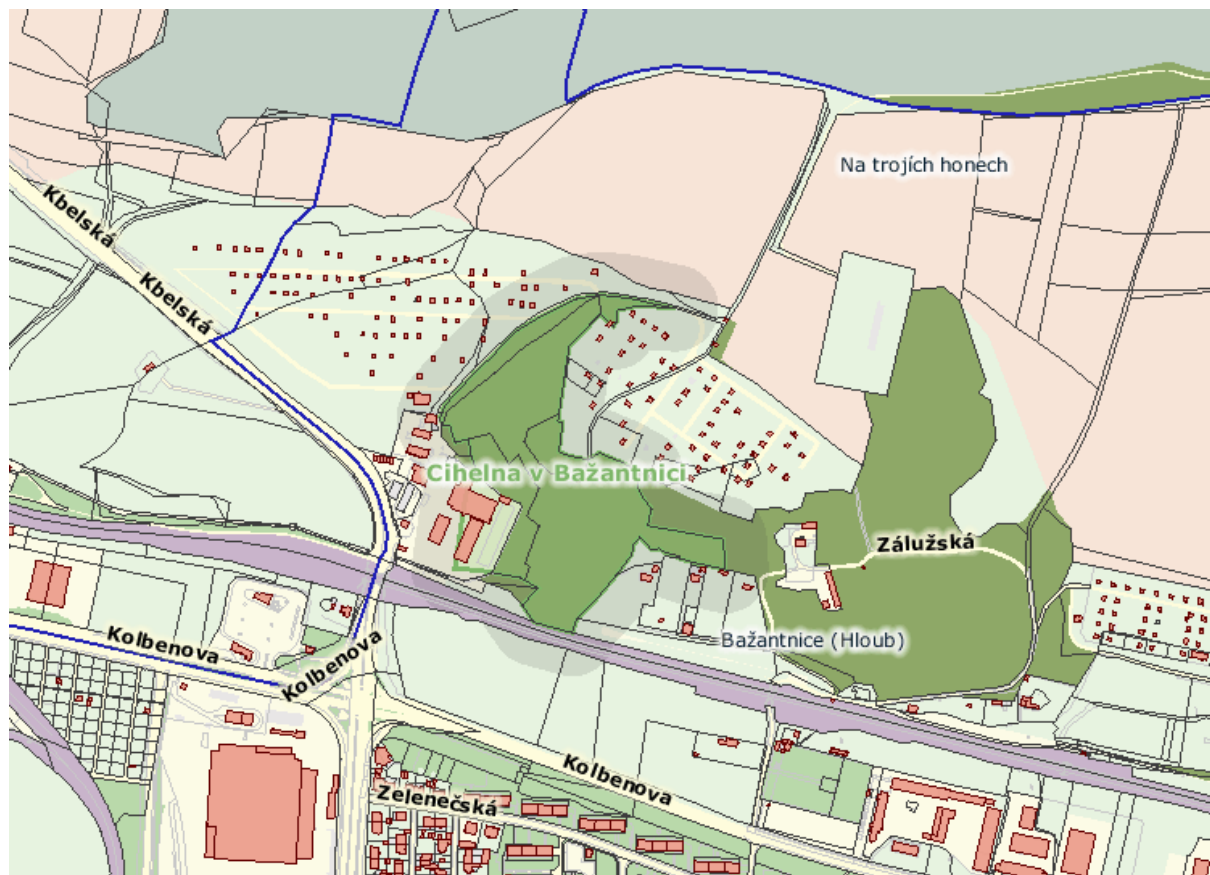 Na trojích honech
Kbelská
Kbelská
Cihelna v Bažantnici
Zálužská
Bažantnice (Hloub)
Kolbenova
Kolbenova
Kolbenova
Zelenečská